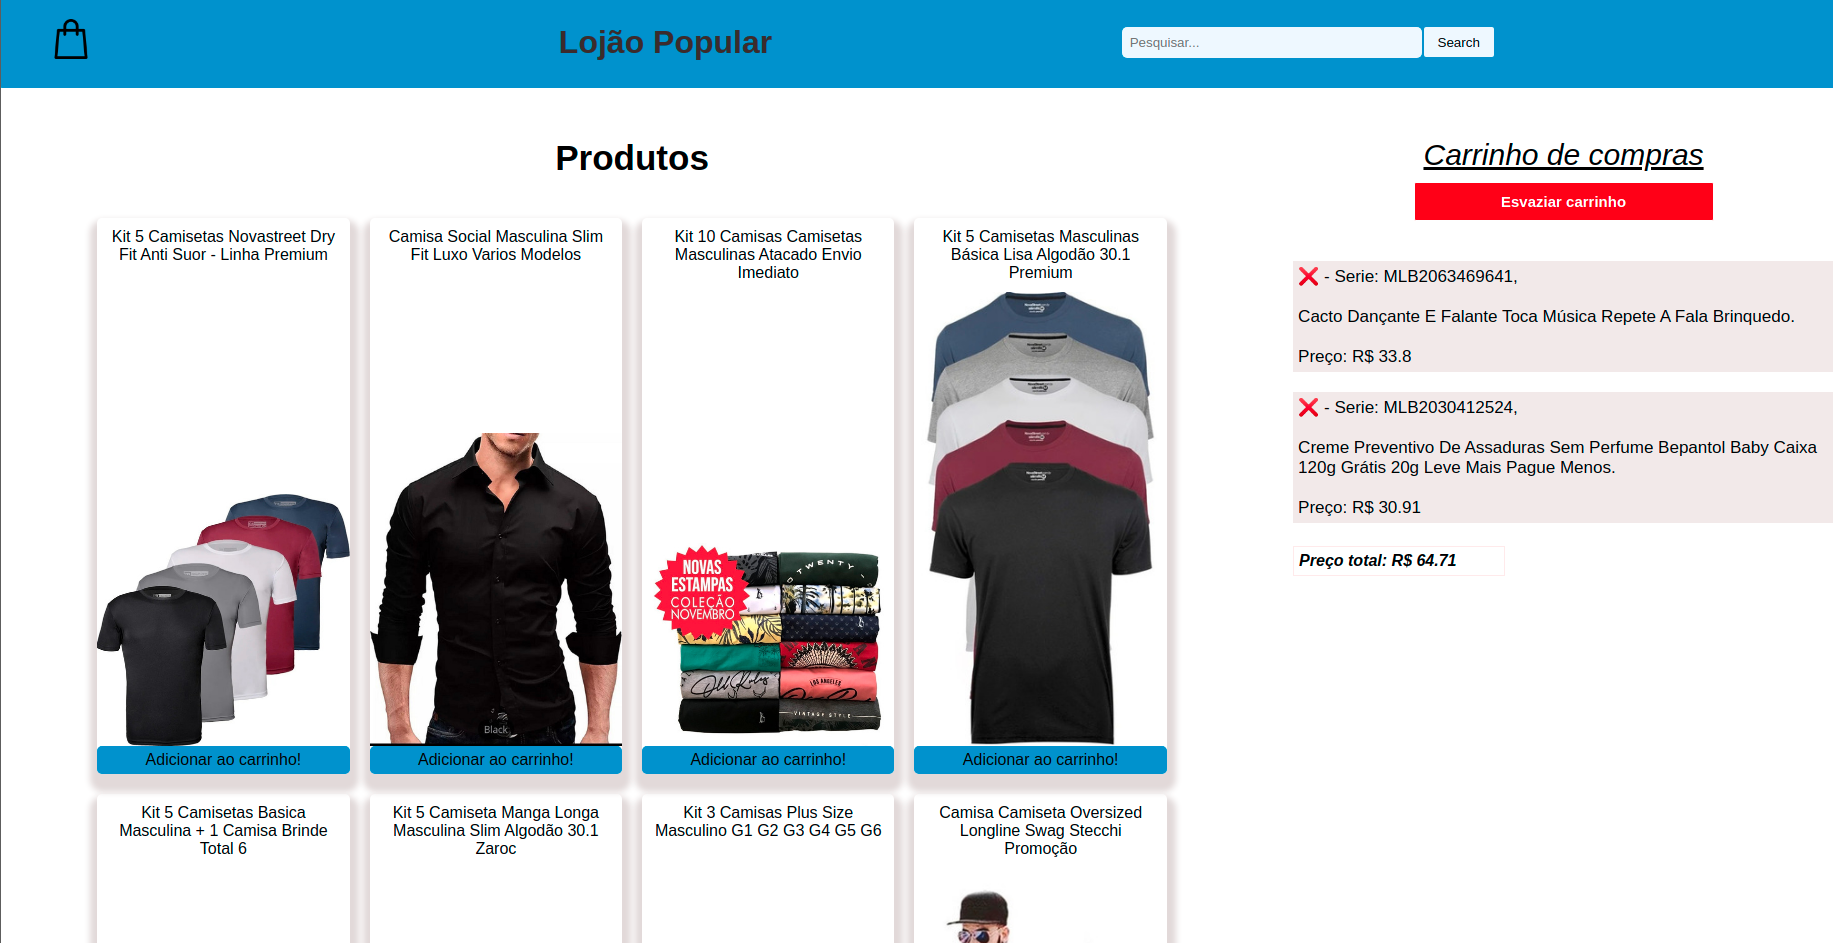 Lojão Popular
Pesquisar...
Search
Produtos
Kit 5 Camisetas Novastreet Dry
Fit Anti Suor - Linha Premium
Adicionar ao carrinho!
Camisa Social Masculina Slim
Fit Luxo Varios Modelos
Black
Adicionar ao carrinho!
Kit 10 Camisas Camisetas
Masculinas Atacado Envio
Imediato
NOVAS
ESTAMPAS
COLEÇÃO
NOVEMBRO
TWENTY
LOS ANGELES
VINTAGE STYLE
Adicionar ao carrinho!
Kit 5 Camisetas Masculinas
Básica Lisa Algodão 30.1
Premium
Adicionar ao carrinho!
Kit 5 Camisetas Basica
Masculina + 1 Camisa Brinde
Total 6
Kit 5 Camiseta Manga Longa
Masculina Slim Algodão 30.1
Zaroc
Kit 3 Camisas Plus Size
Masculino G1 G2 G3 G4 G5 G6
Camisa Camiseta Oversized
Longline Swag Stecchi
Promoção
Carrinho de compras
Esvaziar carrinho
❌ - Serie: MLB2063469641,
Cacto Dançante E Falante Toca Música Repete A Fala Brinquedo.
Preço: R$ 33.8
❌ - Serie: MLB2030412524,
Creme Preventivo De Assaduras Sem Perfume Bepantol Baby Caixa
120g Grátis 20g Leve Mais Pague Menos.
Preço: R$ 30.91
Preço total: R$ 64.71